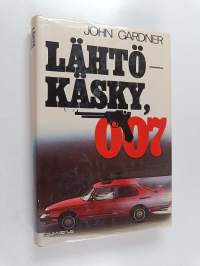 JOHN GARDNER
LÄHTÖ–
KÄSKY,
007